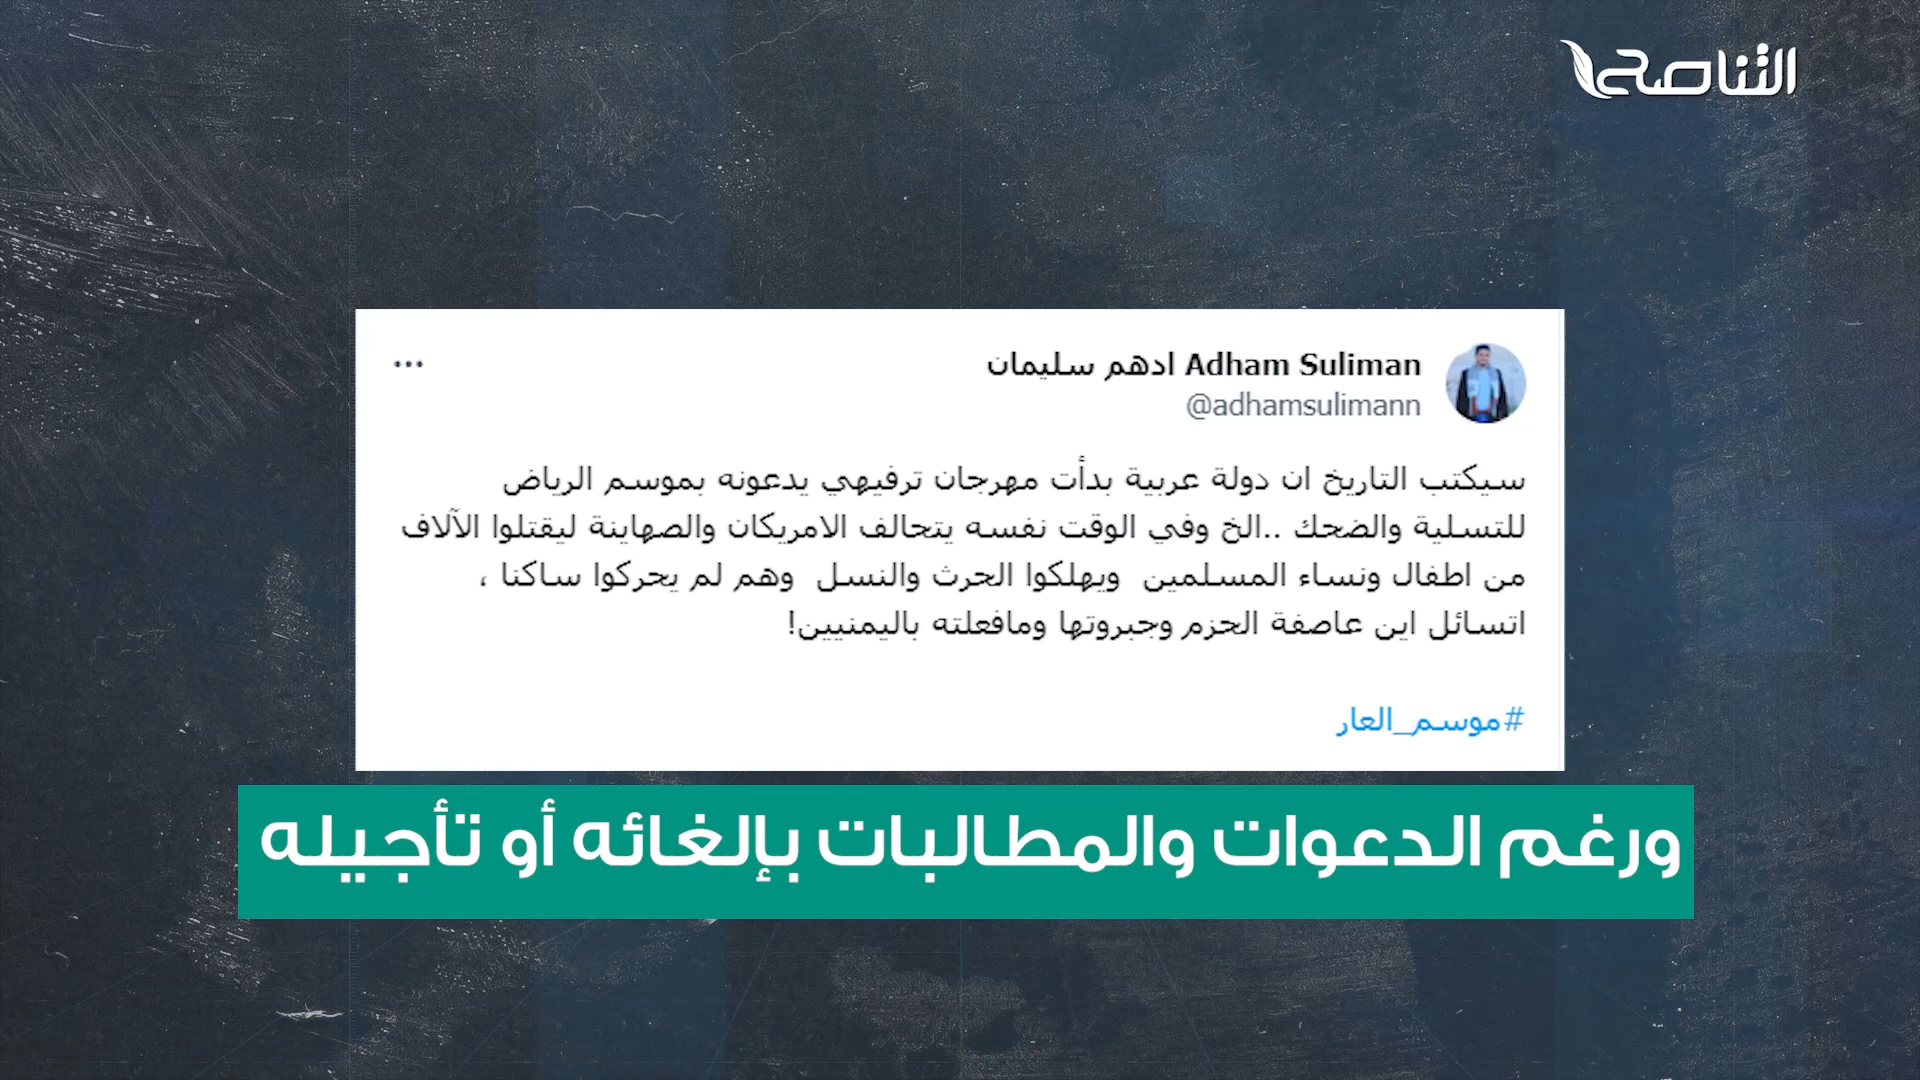 التناصح
Adham Suliman ادهم سليمان
@adhamsulimann
سيكتب التاريخ ان دولة عربية بدأت مهرجان ترفيهي يدعونه بموسم الرياض
للتسلية والضحك ..الخ وفي الوقت نفسه يتحالف الامريكان والصهاينة ليقتلوا الآلاف
من اطفال ونساء المسلمين ويهلكوا الحرث والنسل وهم لم يحركوا ساكنا ،
اتسائل اين عاصفة الحزم وجبروتها ومافعلته باليمنيين!
#موسم_العار
ورغم الدعوات والمطالبات بإلغائه أو تأجيله